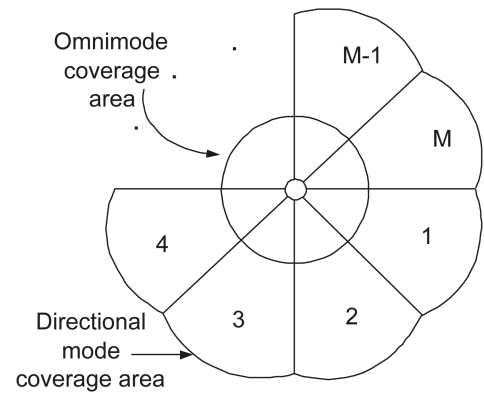 Omnimode
coverage
area
M-1
M
1
2
3
4
Directional
mode
coverage area